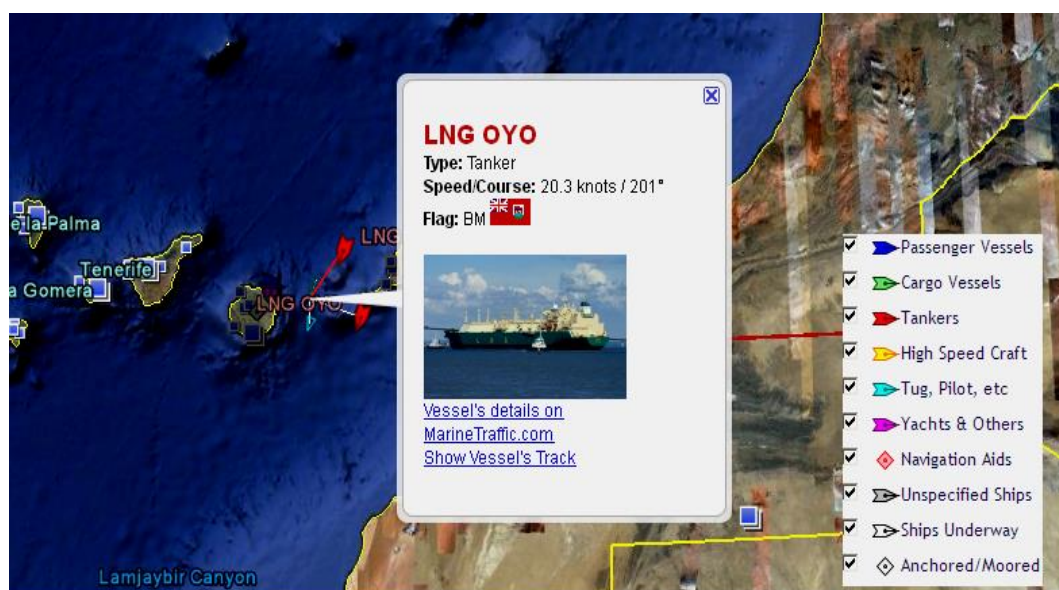 LNG OYO
Type: Tanker
Speed/Course: 20.3 knots / 201°
Flag: BM
Vessel's details on
MarineTraffic.com
Show Vessel's Track
e la Palma
Tenerife
a Gomera
LNG
LNG OYO
Lamjaybir Canyon
Passenger Vessels
Cargo Vessels
Tankers
High Speed Craft
Tug, Pilot, etc
Yachts & Others
Navigation Aids
Unspecified Ships
Ships Underway
Anchored/Moored